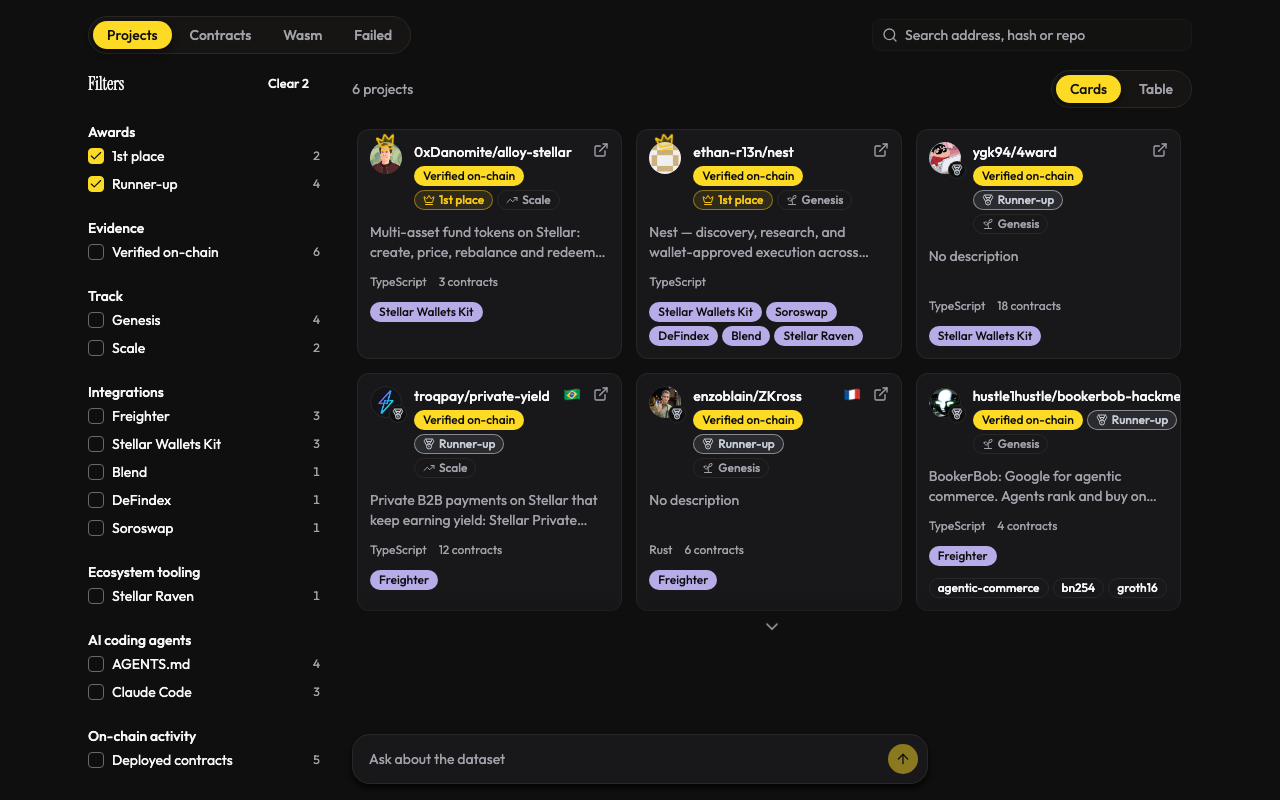 Projects Contracts Wasm Failed
Search address, hash or repo
Filters Clear 2
Awards
1st place 2
Runner-up 4
Evidence
Verified on-chain 6
Track
Genesis 4
Scale 2
Integrations
Freighter 3
Stellar Wallets Kit 3
Blend 1
DeFindex 1
Soroswap 1
Ecosystem tooling
Stellar Raven 1
AI coding agents
AGENTS.md 4
Claude Code 3
On-chain activity
Deployed contracts 5
6 projects
Cards Table
0xDanomite/alloy-stellar
Verified on-chain
1st place Scale
Multi-asset fund tokens on Stellar:
create, price, rebalance and redeem...
TypeScript 3 contracts
Stellar Wallets Kit
ethan-r13n/nest
Verified on-chain
1st place Genesis
Nest — discovery, research, and
wallet-approved execution across...
TypeScript
Stellar Wallets Kit Soroswap
DeFindex Blend Stellar Raven
ygk94/4ward
Verified on-chain
Runner-up
Genesis
No description
TypeScript 18 contracts
Stellar Wallets Kit
troqpay/private-yield
Verified on-chain
Runner-up
Scale
Private B2B payments on Stellar that
keep earning yield: Stellar Private...
TypeScript 12 contracts
Freighter
enzoblain/ZKross
Verified on-chain
Runner-up
Genesis
No description
Rust 6 contracts
Freighter
hustle1hustle/bookerbob-hackme
Verified on-chain Runner-up
Genesis
BookerBob: Google for agentic
commerce. Agents rank and buy on...
TypeScript 4 contracts
Freighter
agentic-commerce bn254 groth16
Ask about the dataset